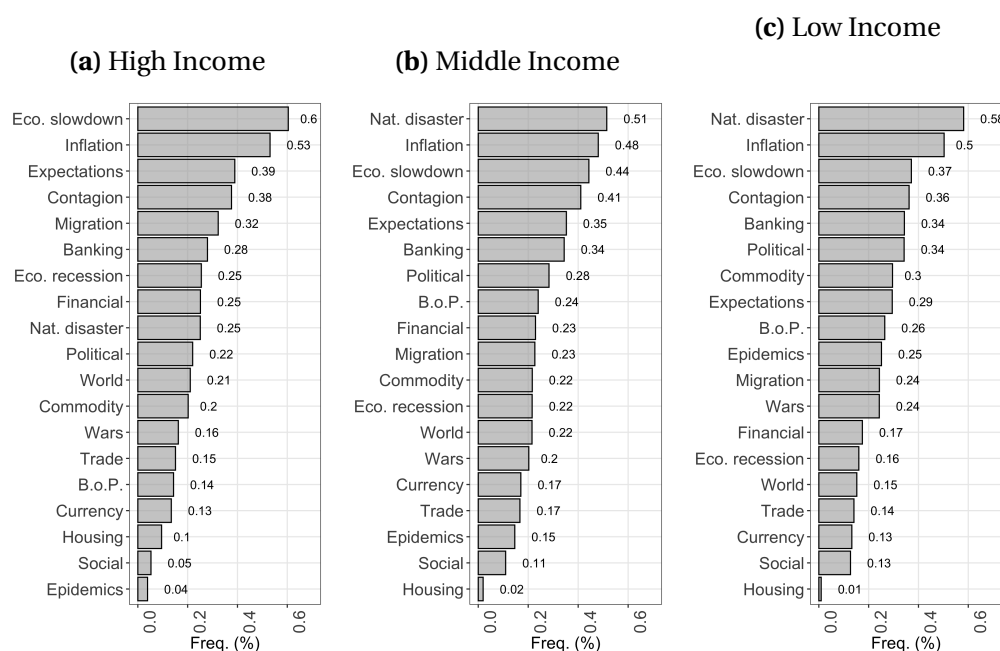 (a) High Income
Eco. slowdown 0.6
Inflation 0.53
Expectations 0.39
Contagion 0.38
Migration 0.32
Banking 0.28
Eco. recession 0.25
Financial 0.25
Nat. disaster 0.25
Political 0.22
World 0.21
Commodity 0.2
Wars 0.16
Trade 0.15
B.o.P. 0.14
Currency 0.13
Housing 0.1
Social 0.05
Epidemics 0.04
0.0 0.2 0.4 0.6
Freq. (%)
(b) Middle Income
Nat. disaster 0.51
Inflation 0.48
Eco. slowdown 0.44
Contagion 0.41
Expectations 0.35
Banking 0.34
Political 0.28
B.o.P. 0.24
Financial 0.23
Migration 0.23
Commodity 0.22
Eco. recession 0.22
World 0.22
Wars 0.2
Currency 0.17
Trade 0.17
Epidemics 0.15
Social 0.11
Housing 0.02
0.0 0.2 0.4 0.6
Freq. (%)
(c) Low Income
Nat. disaster 0.58
Inflation 0.5
Eco. slowdown 0.37
Contagion 0.36
Banking 0.34
Political 0.34
Commodity 0.3
Expectations 0.29
B.o.P. 0.26
Epidemics 0.25
Migration 0.24
Wars 0.24
Financial 0.17
Eco. recession 0.16
World 0.15
Trade 0.14
Currency 0.13
Social 0.13
Housing 0.01
0.0 0.2 0.4 0.6
Freq. (%)